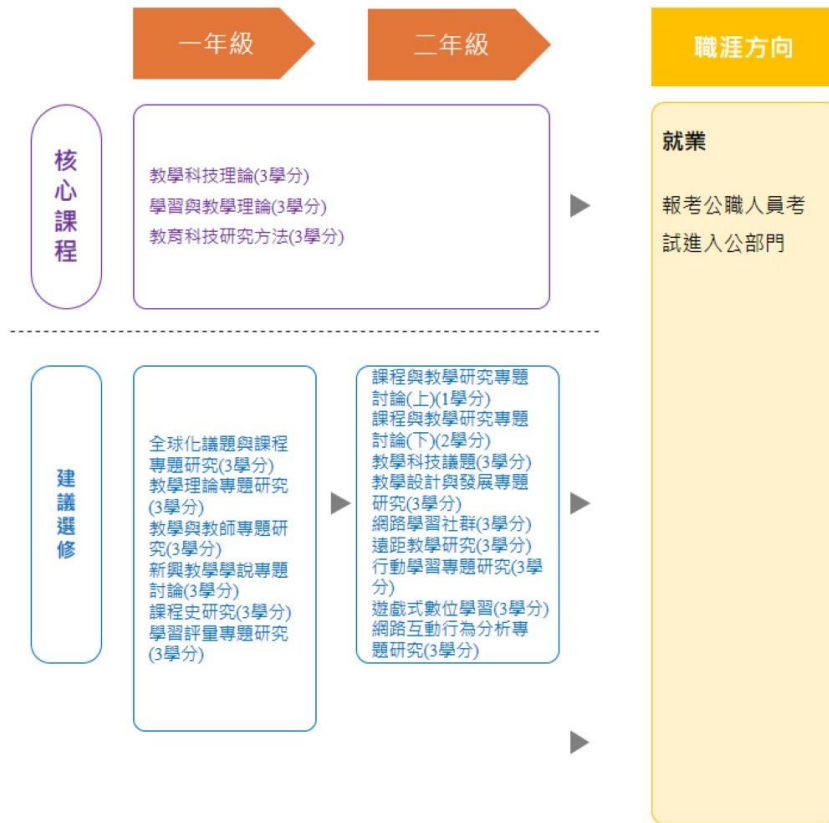 一年級
二年級
職涯方向
核
心
課
程
教學科技理論(3學分)
學習與教學理論(3學分)
教育科技研究方法(3學分)
就業
報考公職人員考
試進入公部門
建
議
選
修
全球化議題與課程
專題研究(3學分)
教學理論專題研究
(3學分)
教學與教師專題研
究(3學分)
新興教學學說專題
討論(3學分)
課程史研究(3學分)
學習評量專題研究
(3學分)
課程與教學研究專題
討論(上)(1學分)
課程與教學研究專題
討論(下)(2學分)
教學科技議題(3學分)
教學設計與發展專題
研究(3學分)
網路學習社群(3學分)
遠距教學研究(3學分)
行動學習專題研究(3學
分)
遊戲式數位學習(3學分)
網路互動行為分析專
題研究(3學分)